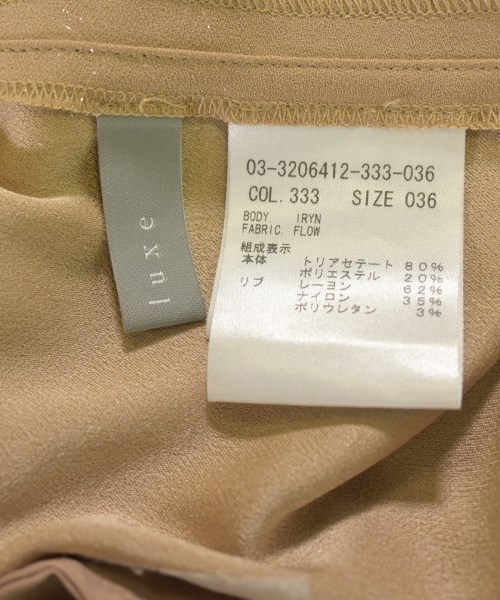 luxe
03-3206412-333-036
COL. 333 SIZE 036
BODY IRYN
FABRIC. FLOW
組成表示
本体 トリアセテート 80%
ポリエステル 20%
リブ レーヨン 62%
ナイロン 35%
ポリウレタン 3%